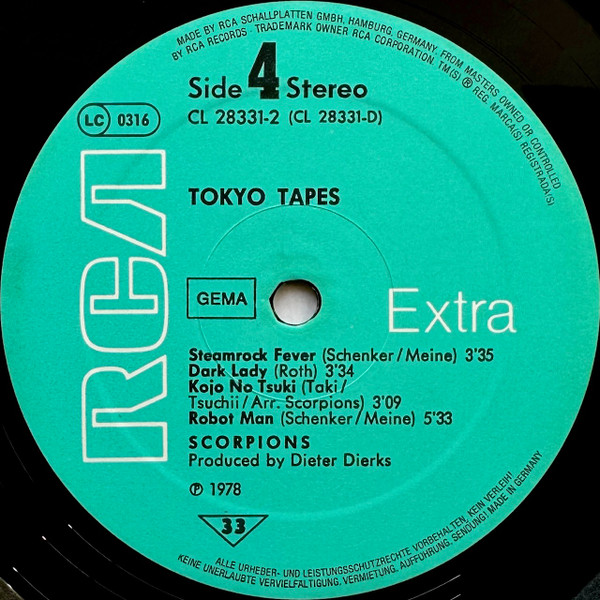 MADE BY RCA SCHALLPLATTEN GMBH, HAMBURG, GERMANY, FROM MASTERS OWNED OR CONTROLLED
BY RCA RECORDS · TRADEMARK OWNER RCA CORPORATION, TM(S) ® REG. MARCA(S) REGISTRADA(S)
Side 4 Stereo
CL 28331-2 (CL 28331-D)
LC 0316
TOKYO TAPES
RCA
GEMA
Extra
Steamrock Fever (Schenker/Meine) 3'35
Dark Lady (Roth) 3'34
Kojo No Tsuki (Taki/
Tsuchii/Arr. Scorpions) 3'09
Robot Man (Schenker/Meine) 5'33
SCORPIONS
Produced by Dieter Dierks
℗ 1978
33
ALLE URHEBER- UND LEISTUNGSSCHUTZRECHTE VORBEHALTEN. KEIN VERLEIH!
KEINE UNERLAUBTE VERVIELFÄLTIGUNG, VERMIETUNG, AUFFÜHRUNG, SENDUNG! MADE IN GERMANY